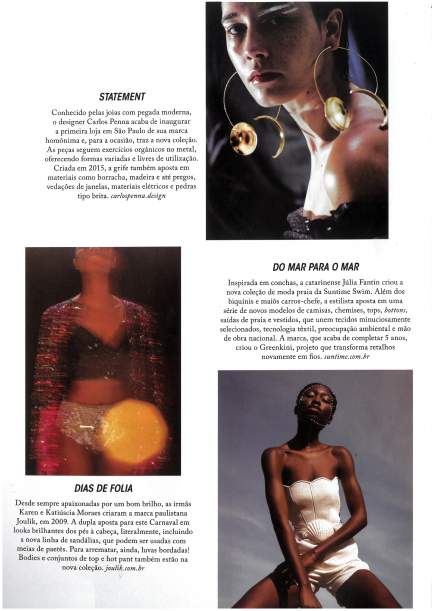 STATEMENT
Conhecido pelas joias com pegada moderna,
o designer Carlos Penna acaba de inaugurar
a primeira loja em São Paulo de sua marca
homônima e, para a ocasião, traz a nova coleção.
As peças seguem exercícios orgânicos no metal,
oferecendo formas variadas e livres de utilização.
Criada em 2015, a grife também aposta em
materiais como borracha, madeira e até pregos,
vedações de janelas, materiais elétricos e pedras
tipo brita. carlospenna.design
DO MAR PARA O MAR
Inspirada em conchas, a catarinense Júlia Fantin criou a
nova coleção de moda praia da Suntime Swim. Além dos
biquínis e maiôs carros-chefe, a estilista aposta em uma
série de novos modelos de camisas, chemises, tops, bottons,
saídas de praia e vestidos, que unem tecidos minuciosamente
selecionados, tecnologia têxtil, preocupação ambiental e mão
de obra nacional. A marca, que acaba de completar 5 anos,
criou o Greenkini, projeto que transforma retalhos
novamente em fios. suntime.com.br
DIAS DE FOLIA
Desde sempre apaixonadas por um bom brilho, as irmãs
Karen e Katiúscia Moraes criaram a marca paulistana
Joulik, em 2009. A dupla aposta para este Carnaval em
looks brilhantes dos pés à cabeça, literalmente, incluindo
a nova linha de sandálias, que podem ser usadas com
meias de paetês. Para arrematar, ainda, luvas bordadas!
Bodies e conjuntos de top e hot pant também estão na
nova coleção. joulik.com.br